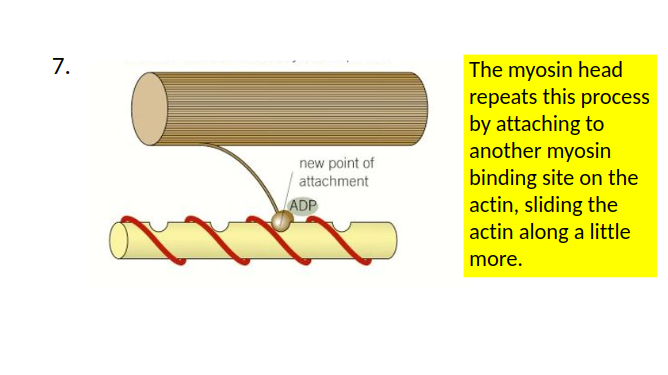 7.
new point of
attachment
ADP
The myosin head
repeats this process
by attaching to
another myosin
binding site on the
actin, sliding the
actin along a little
more.